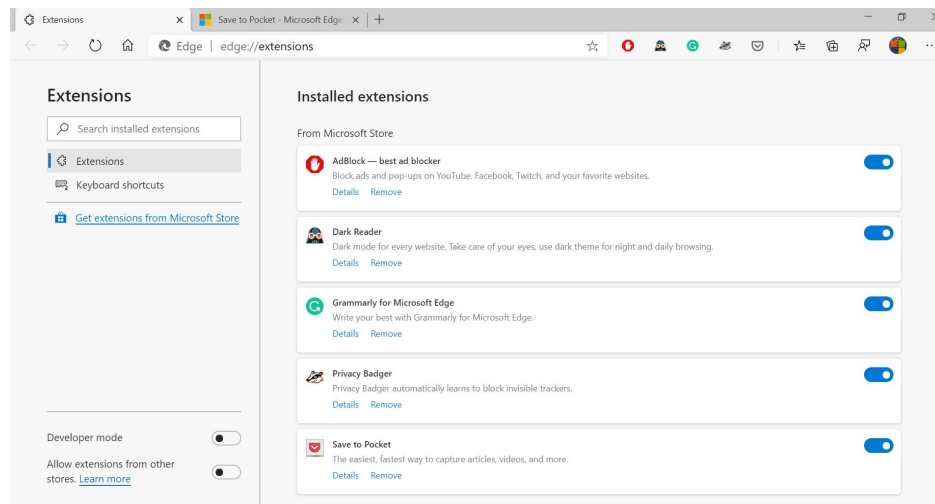 Extensions
Save to Pocket - Microsoft Edge
Edge | edge://extensions
Extensions
Search installed extensions
Extensions
Keyboard shortcuts
Get extensions from Microsoft Store
Developer mode
Allow extensions from other
stores. Learn more
Installed extensions
From Microsoft Store
AdBlock — best ad blocker
Block ads and pop-ups on YouTube, Facebook, Twitch, and your favorite websites.
Details Remove
Dark Reader
Dark mode for every website. Take care of your eyes, use dark theme for night and daily browsing.
Details Remove
Grammarly for Microsoft Edge
Write your best with Grammarly for Microsoft Edge.
Details Remove
Privacy Badger
Privacy Badger automatically learns to block invisible trackers.
Details Remove
Save to Pocket
The easiest, fastest way to capture articles, videos, and more.
Details Remove